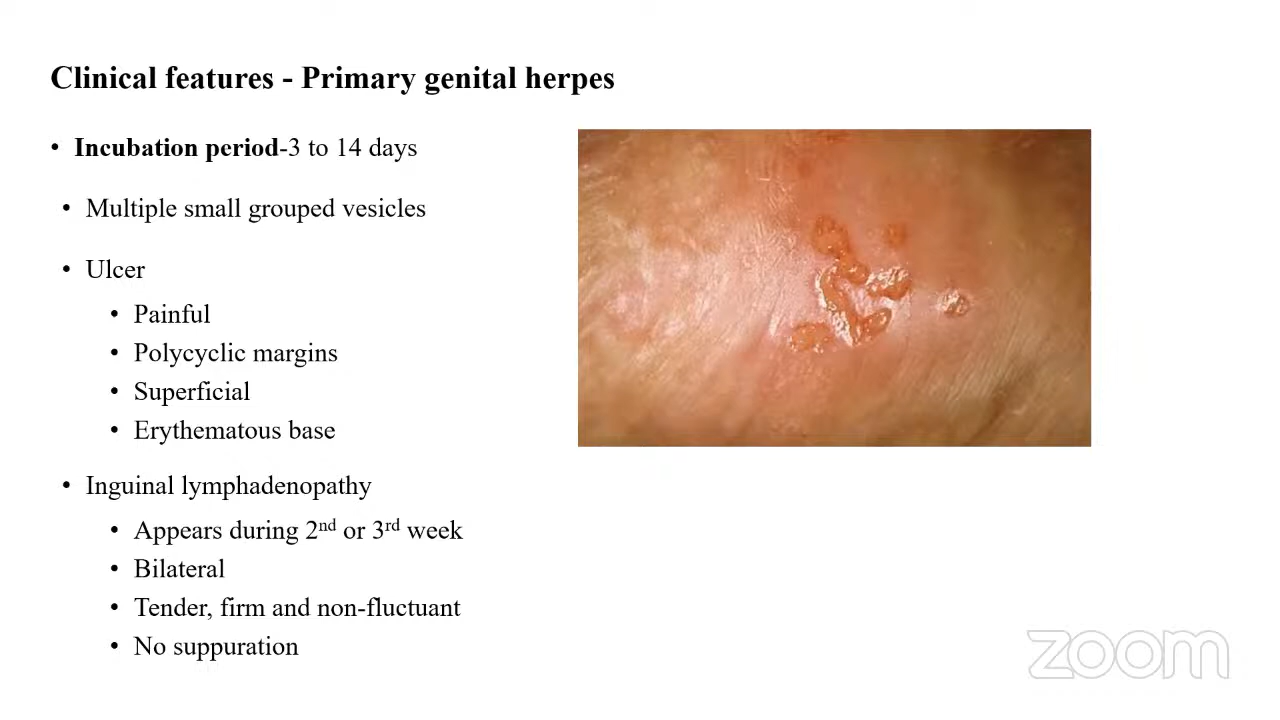 Clinical features - Primary genital herpes
• Incubation period-3 to 14 days
• Multiple small grouped vesicles
• Ulcer
• Painful
• Polycyclic margins
• Superficial
• Erythematous base
• Inguinal lymphadenopathy
• Appears during 2nd or 3rd week
• Bilateral
• Tender, firm and non-fluctuant
• No suppuration
zoom